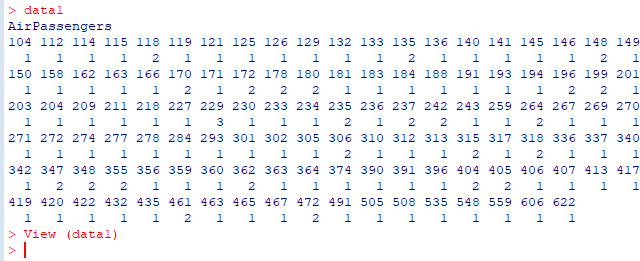 > data1
AirPassengers
104 112 114 115 118 119 121 125 126 129 132 133 135 136 140 141 145 146 148 149
1 1 1 1 2 1 1 1 1 1 1 1 2 1 1 1 1 1 2 1
150 158 162 163 166 170 171 172 178 180 181 183 184 188 191 193 194 196 199 201
1 1 1 1 1 2 1 2 2 2 1 1 1 1 1 1 1 2 2 1
203 204 209 211 218 227 229 230 233 234 235 236 237 242 243 259 264 267 269 270
1 1 1 1 1 1 3 1 1 1 2 1 2 2 1 1 2 1 1 1
271 272 274 277 278 284 293 301 302 305 306 310 312 313 315 317 318 336 337 340
1 1 1 1 1 1 1 1 1 1 2 1 1 1 2 1 2 1 1 1
342 347 348 355 356 359 360 362 363 364 374 390 391 396 404 405 406 407 413 417
1 2 2 2 1 1 1 2 1 1 1 1 1 1 2 2 1 1 1 1
419 420 422 432 435 461 463 465 467 472 491 505 508 535 548 559 606 622
1 1 1 1 1 2 1 1 1 2 1 1 1 1 1 1 1 1
> View (data1)
>